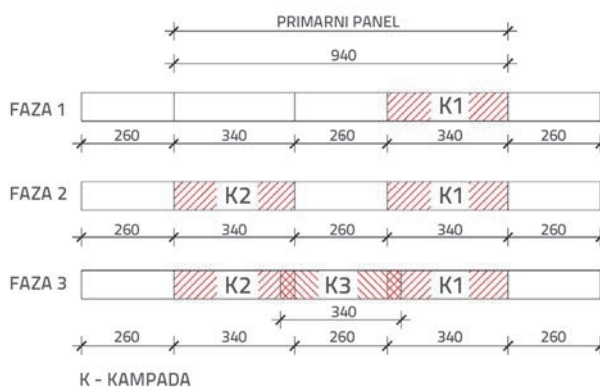 PRIMARNI PANEL
940
FAZA 1
K1
260 340 260 340 260
FAZA 2
K2 K1
260 340 260 340 260
FAZA 3
K2 K3 K1
340
260 340 260 340 260
K - KAMPADA